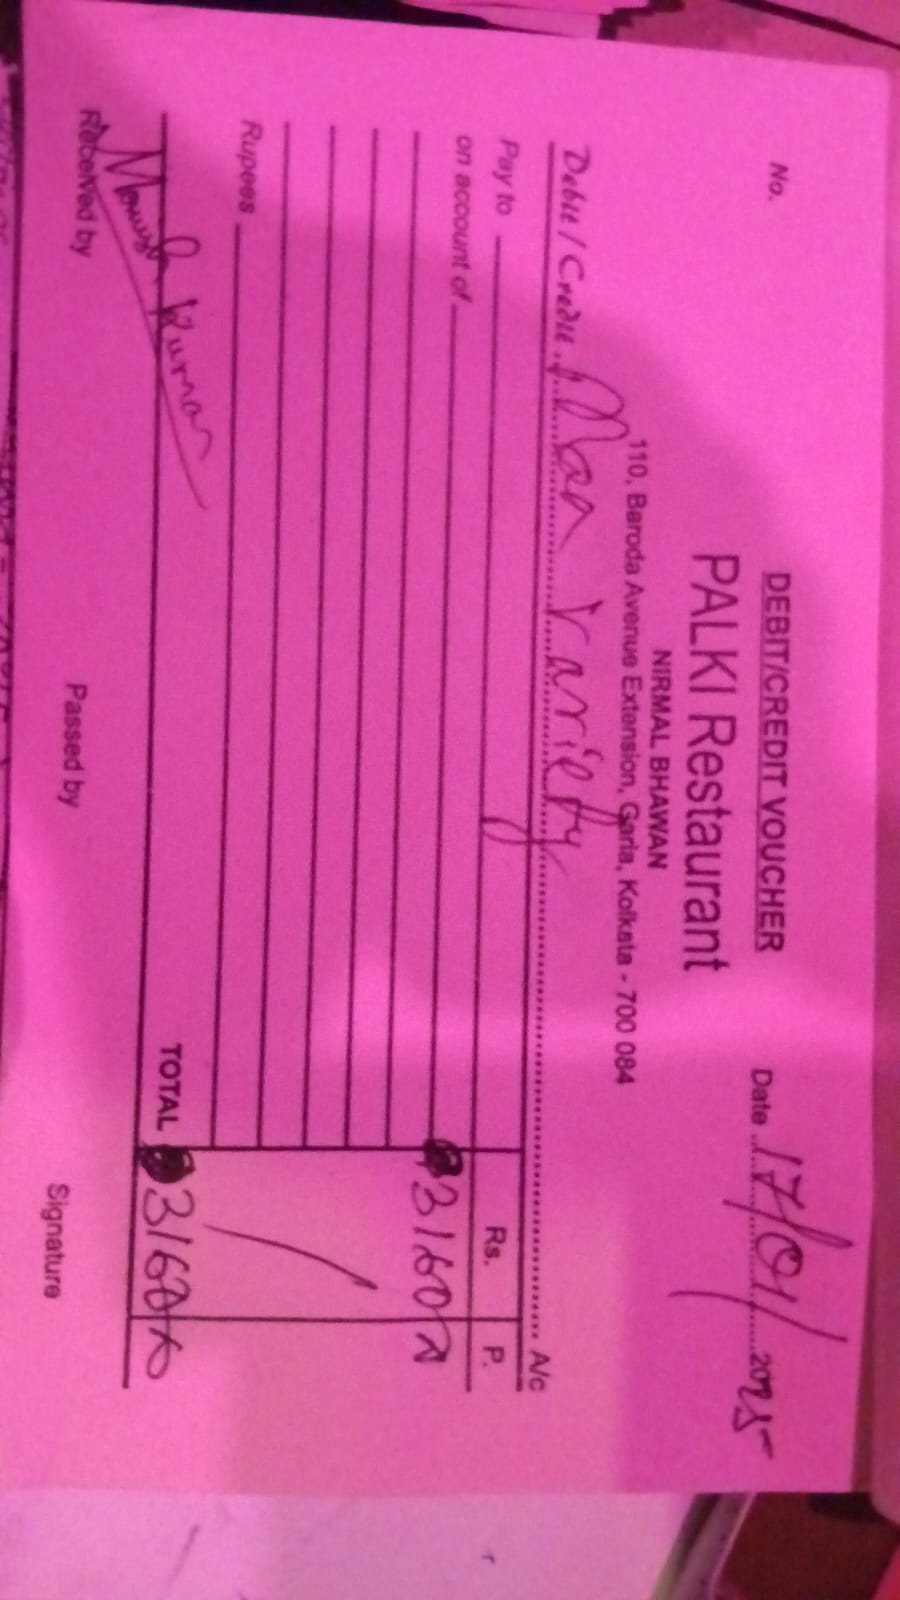 DEBIT/CREDIT VOUCHER
No.
Date 17/01/2025
PALKI Restaurant
NIRMAL BHAWAN
110, Baroda Avenue Extension, Garia, Kolkata - 700 084
Debit / Credit Variety A/c
Pay to
Rs. P.
on account of
3160
Rupees
TOTAL 3160
Kumar
Received by Passed by Signature